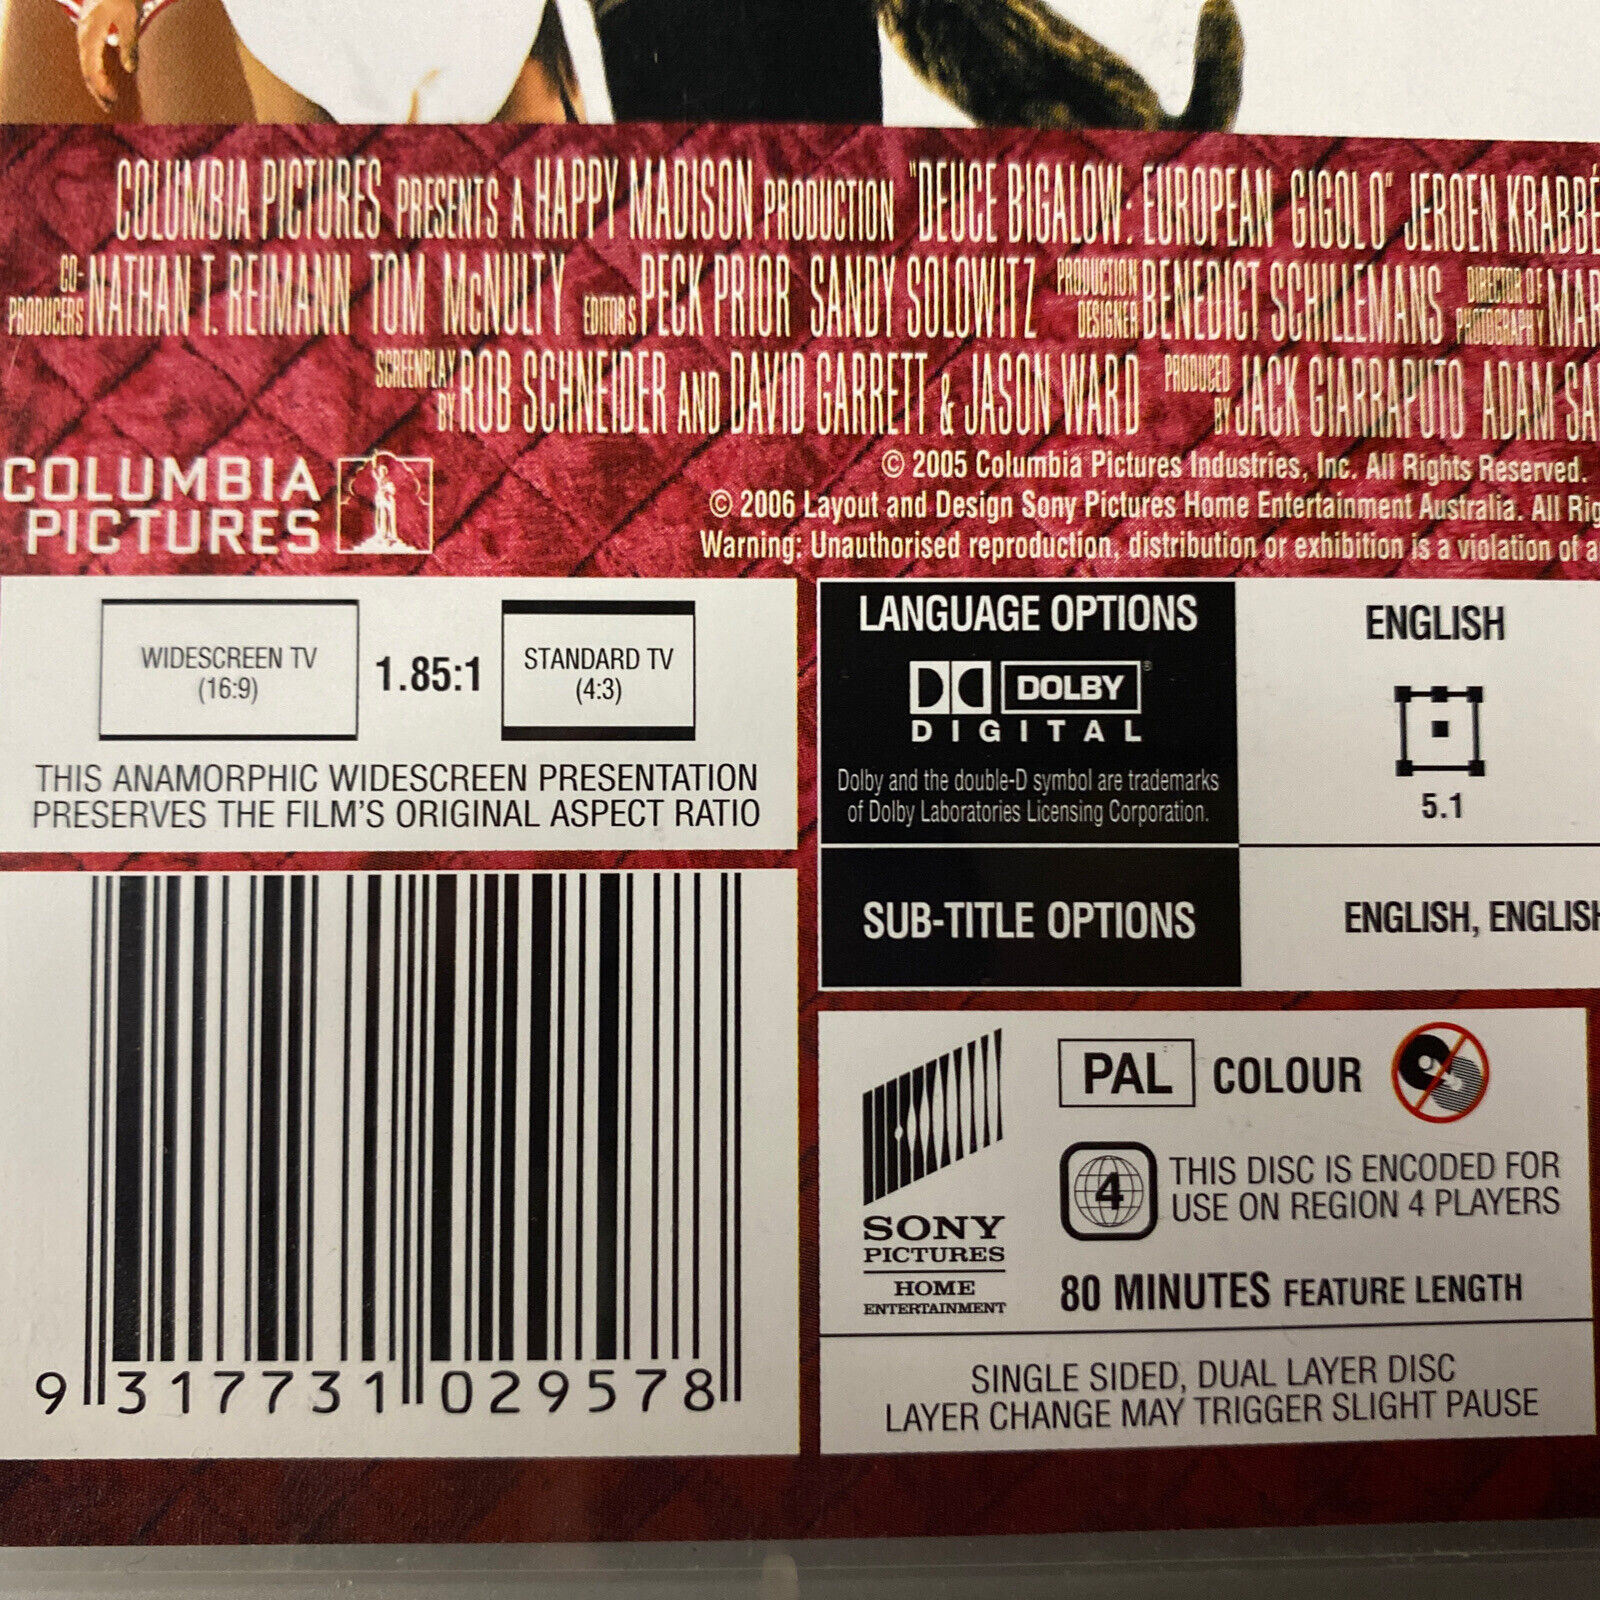 COLUMBIA PICTURES PRESENTS A HAPPY MADISON PRODUCTION "DEUCE BIGALOW: EUROPEAN GIGOLO" JEROEN KRABBÉ
CO-PRODUCERS NATHAN T. REIMANN TOM McNULTY EDITORS PECK PRIOR SANDY SOLOWITZ PRODUCTION DESIGNER BENEDICT SCHILLEMANS DIRECTOR OF PHOTOGRAPHY MAR
SCREENPLAY BY ROB SCHNEIDER AND DAVID GARRETT & JASON WARD PRODUCED BY JACK GIARRAPUTO ADAM SA
© 2005 Columbia Pictures Industries, Inc. All Rights Reserved.
© 2006 Layout and Design Sony Pictures Home Entertainment Australia. All Rig
Warning: Unauthorised reproduction, distribution or exhibition is a violation of a
COLUMBIA
PICTURES
WIDESCREEN TV
(16:9)
1.85:1
STANDARD TV
(4:3)
THIS ANAMORPHIC WIDESCREEN PRESENTATION
PRESERVES THE FILM'S ORIGINAL ASPECT RATIO
LANGUAGE OPTIONS
DOLBY
DIGITAL
Dolby and the double-D symbol are trademarks
of Dolby Laboratories Licensing Corporation.
ENGLISH
5.1
SUB-TITLE OPTIONS
ENGLISH, ENGLISH
9 317731 029578
SONY
PICTURES
HOME
ENTERTAINMENT
PAL COLOUR
4
THIS DISC IS ENCODED FOR
USE ON REGION 4 PLAYERS
80 MINUTES FEATURE LENGTH
SINGLE SIDED, DUAL LAYER DISC
LAYER CHANGE MAY TRIGGER SLIGHT PAUSE